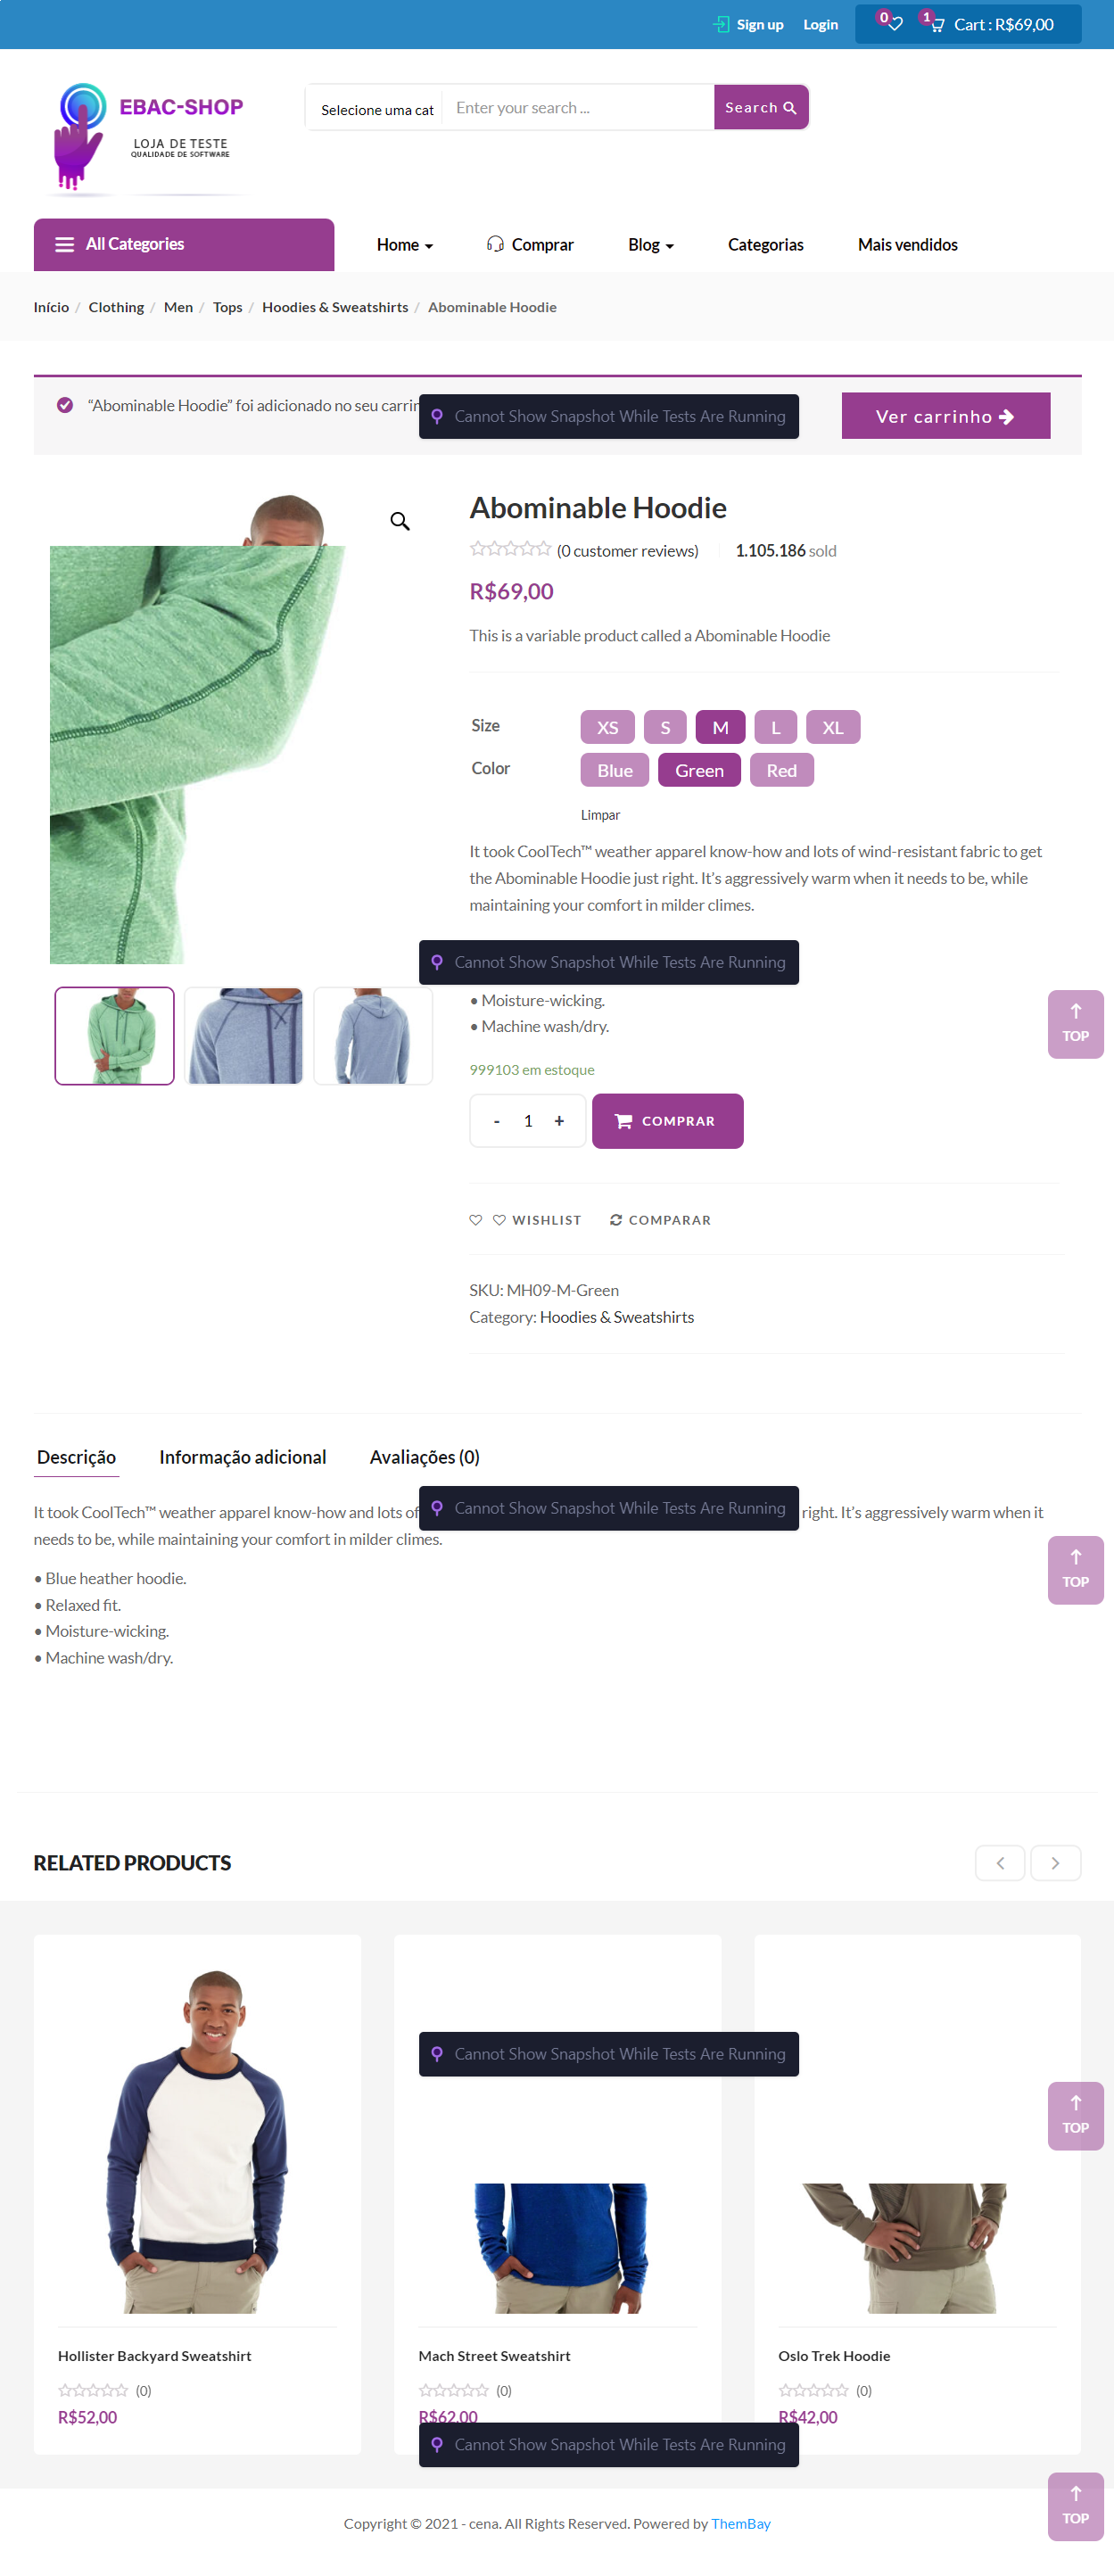 Sign up Login 0 1 Cart : R$69,00
EBAC-SHOP
LOJA DE TESTE
QUALIDADE DE SOFTWARE
Selecione uma cat Enter your search ... Search
All Categories Home Comprar Blog Categorias Mais vendidos
Início / Clothing / Men / Tops / Hoodies & Sweatshirts / Abominable Hoodie
“Abominable Hoodie” foi adicionado no seu Cannot Show Snapshot While Tests Are Running Ver carrinho
Abominable Hoodie
(0 customer reviews) 1.105.186 sold
R$69,00
This is a variable product called a Abominable Hoodie
Size XS S M L XL
Color Blue Green Red
Limpar
It took CoolTech™ weather apparel know-how and lots of wind-resistant fabric to get
the Abominable Hoodie just right. It’s aggressively warm when it needs to be, while
maintaining your comfort in milder climes.
Cannot Show Snapshot While Tests Are Running
• Moisture-wicking.
• Machine wash/dry.
TOP
999103 em estoque
- 1 + COMPRAR
WISHLIST COMPARAR
SKU: MH09-M-Green
Category: Hoodies & Sweatshirts
Descrição Informação adicional Avaliações (0)
It took CoolTech™ weather apparel know-how and lots of Cannot Show Snapshot While Tests Are Running right. It’s aggressively warm when it
needs to be, while maintaining your comfort in milder climes.
• Blue heather hoodie.
TOP
• Relaxed fit.
• Moisture-wicking.
• Machine wash/dry.
RELATED PRODUCTS
Cannot Show Snapshot While Tests Are Running
TOP
Hollister Backyard Sweatshirt
(0)
R$52,00
Mach Street Sweatshirt
(0)
R$62,00
Oslo Trek Hoodie
(0)
R$42,00
Cannot Show Snapshot While Tests Are Running
TOP
Copyright © 2021 - cena. All Rights Reserved. Powered by ThemBay